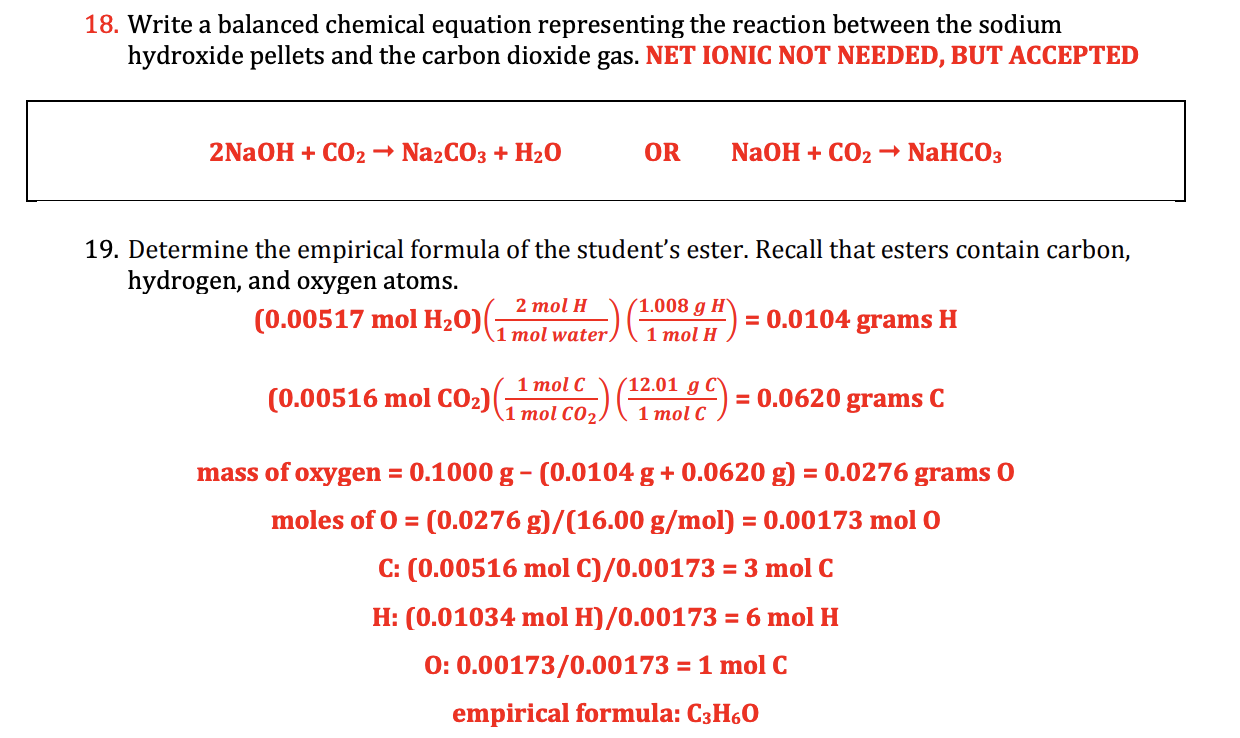 18. Write a balanced chemical equation representing the reaction between the sodium
hydroxide pellets and the carbon dioxide gas. NET IONIC NOT NEEDED, BUT ACCEPTED
2NaOH + CO₂ → Na₂CO₃ + H₂O OR NaOH + CO₂ → NaHCO₃
19. Determine the empirical formula of the student’s ester. Recall that esters contain carbon,
hydrogen, and oxygen atoms.
(0.00517 mol H₂O)(2 mol H / 1 mol water)(1.008 g H / 1 mol H) = 0.0104 grams H
(0.00516 mol CO₂)(1 mol C / 1 mol CO₂)(12.01 g C / 1 mol C) = 0.0620 grams C
mass of oxygen = 0.1000 g – (0.0104 g + 0.0620 g) = 0.0276 grams O
moles of O = (0.0276 g)/(16.00 g/mol) = 0.00173 mol O
C: (0.00516 mol C)/0.00173 = 3 mol C
H: (0.01034 mol H)/0.00173 = 6 mol H
O: 0.00173/0.00173 = 1 mol C
empirical formula: C₃H₆O